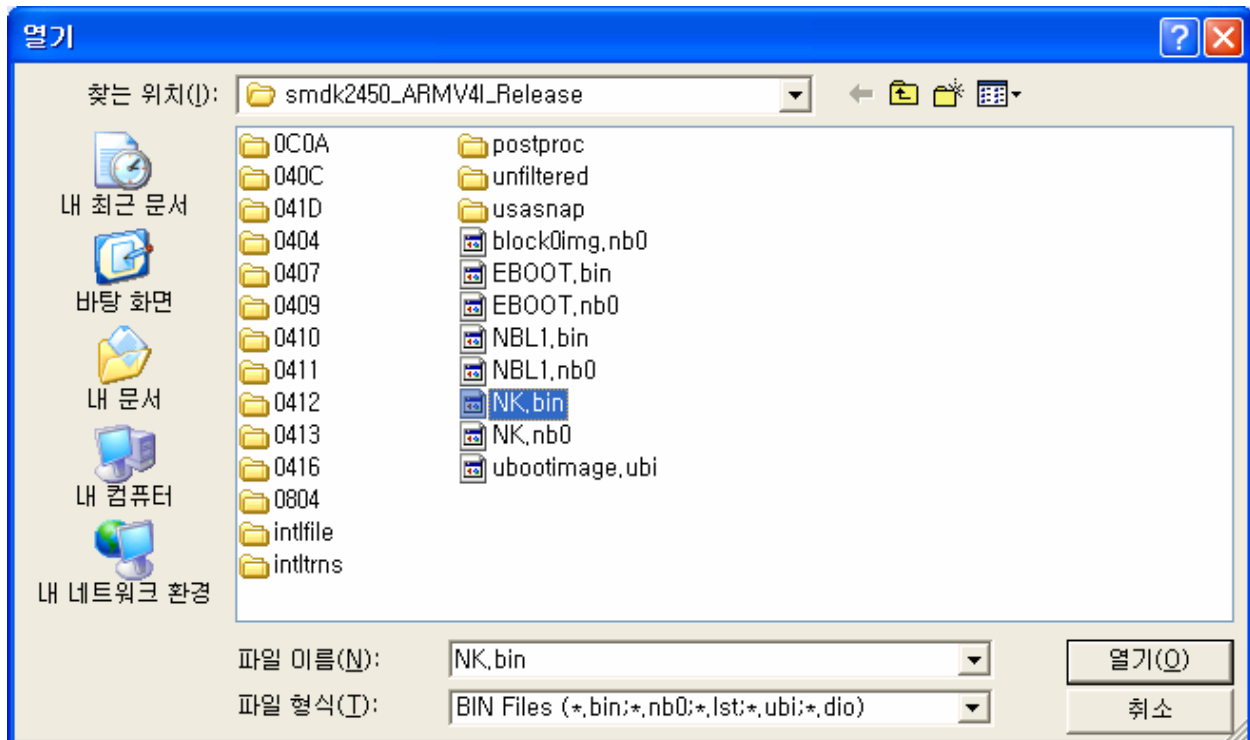 열기
찾는 위치(I): smdk2450_ARMV4I_Release
내 최근 문서
바탕 화면
내 문서
내 컴퓨터
내 네트워크 환경
0C0A
040C
041D
0404
0407
0409
0410
0411
0412
0413
0416
0804
intlfile
intltrns
postproc
unfiltered
usasnap
block0img.nb0
EBOOT.bin
EBOOT.nb0
NBL1.bin
NBL1.nb0
NK.bin
NK.nb0
ubootimage.ubi
파일 이름(N): NK.bin 열기(O)
파일 형식(T): BIN Files (*.bin;*.nb0;*.lst;*.ubi;*.dio) 취소